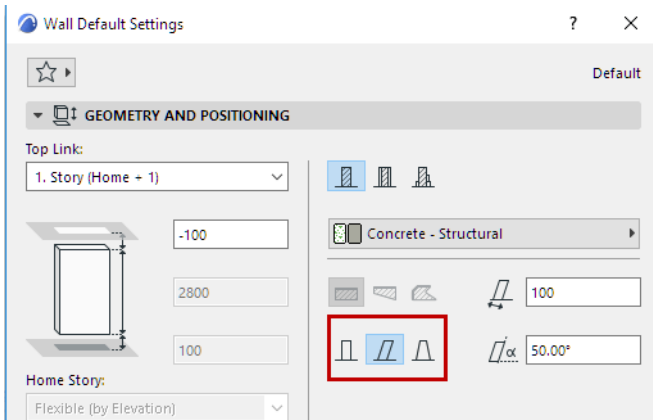 Wall Default Settings
?
Default
GEOMETRY AND POSITIONING
Top Link:
1. Story (Home + 1)
-100
Concrete - Structural
2800
100
100
α 50.00°
Home Story:
Flexible (by Elevation)